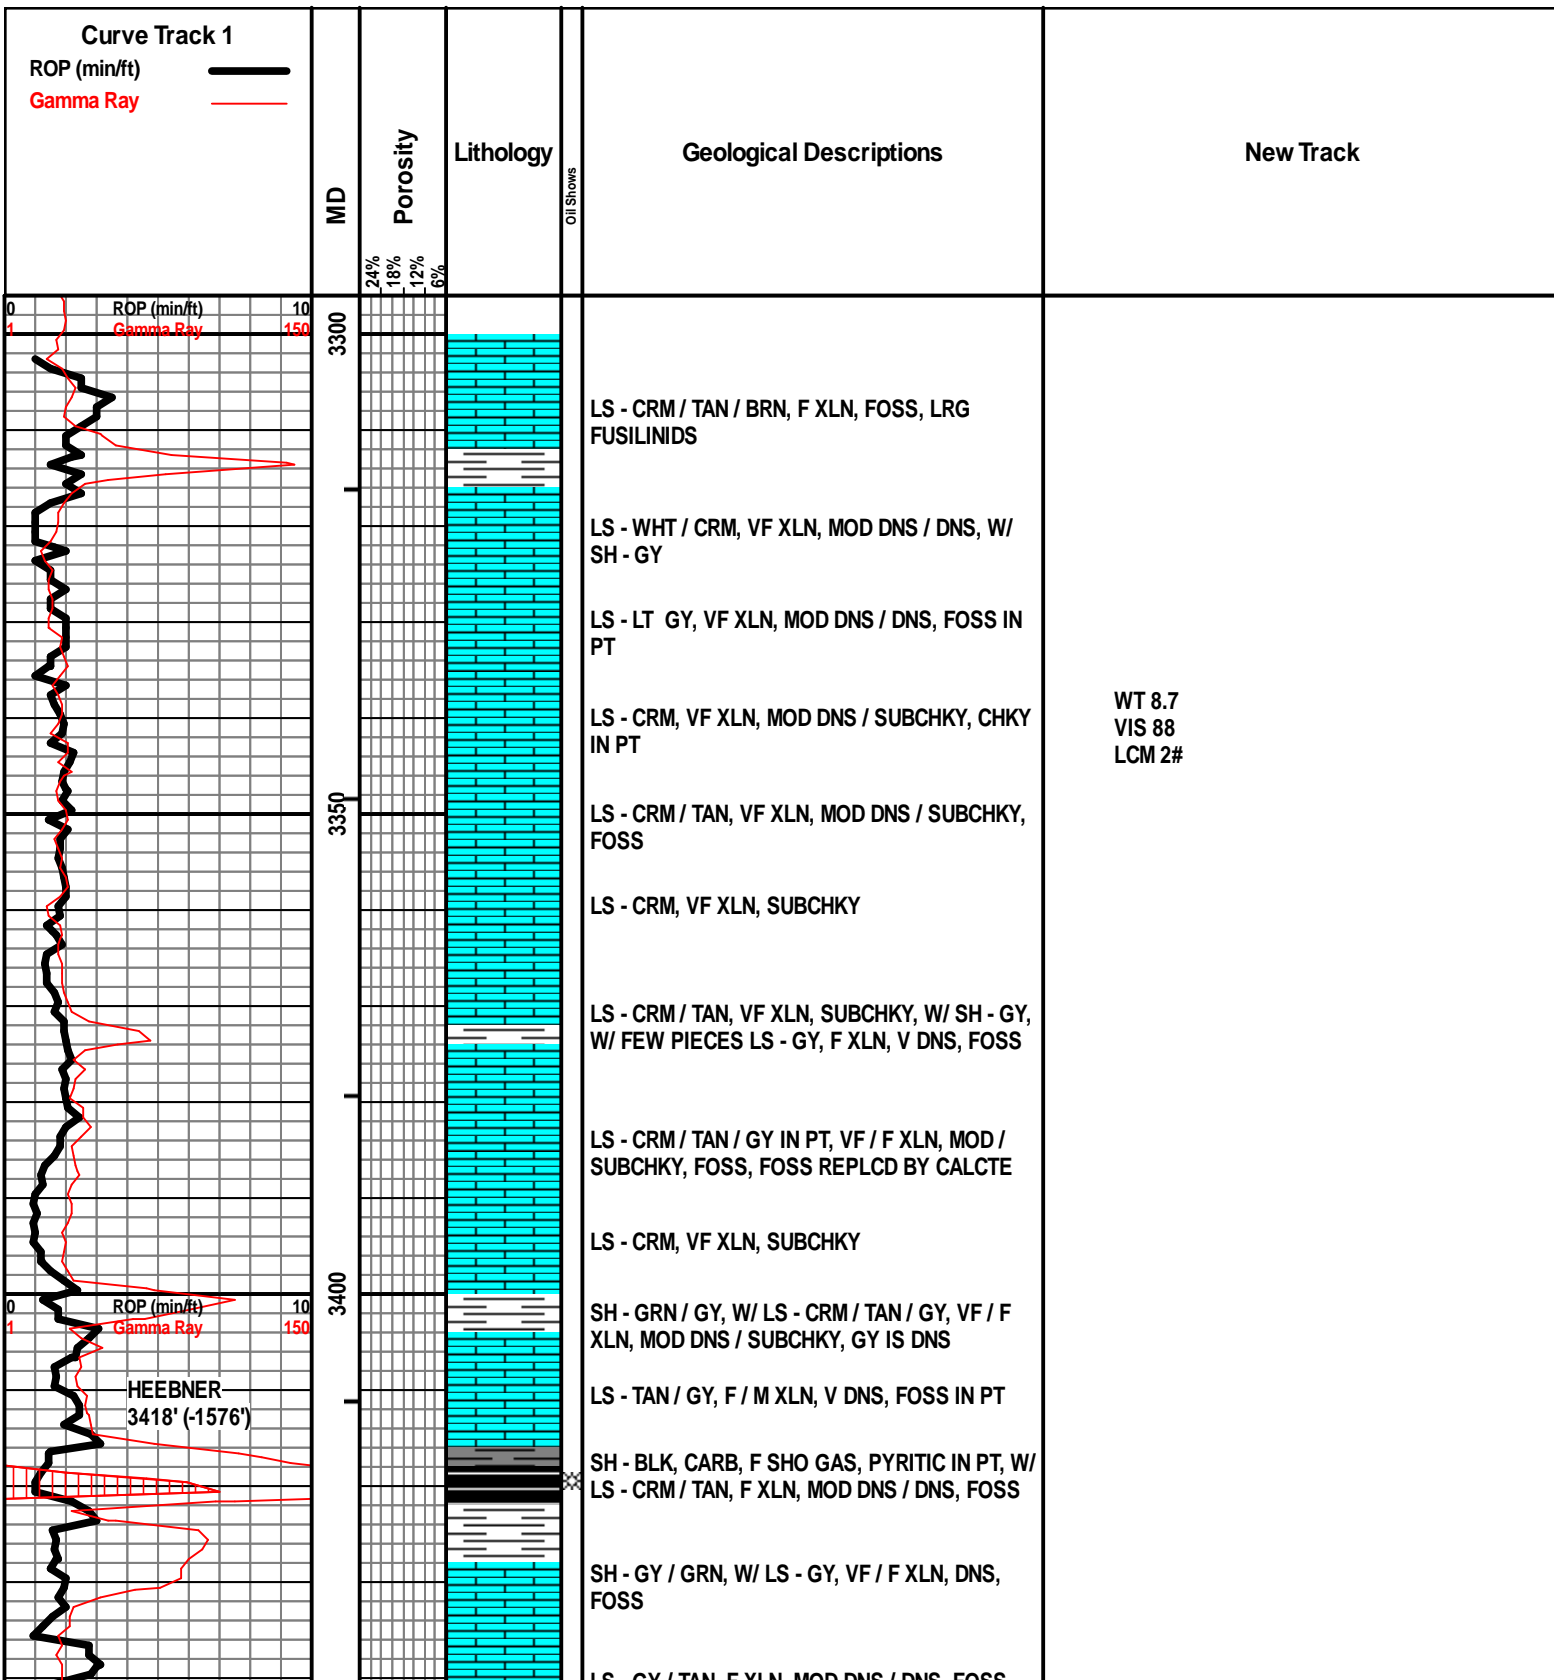 Curve Track 1
ROP (min/ft)
Gamma Ray
MD
Porosity
24%
18%
12%
6%
Lithology
Oil Shows
Geological Descriptions
New Track
0 ROP (min/ft) 10
1 Gamma Ray 150
3300
LS - CRM / TAN / BRN, F XLN, FOSS, LRG
FUSILINIDS
LS - WHT / CRM, VF XLN, MOD DNS / DNS, W/
SH - GY
LS - LT GY, VF XLN, MOD DNS / DNS, FOSS IN
PT
LS - CRM, VF XLN, MOD DNS / SUBCHKY, CHKY
IN PT
WT 8.7
VIS 88
LCM 2#
3350
LS - CRM / TAN, VF XLN, MOD DNS / SUBCHKY,
FOSS
LS - CRM, VF XLN, SUBCHKY
LS - CRM / TAN, VF XLN, SUBCHKY, W/ SH - GY,
W/ FEW PIECES LS - GY, F XLN, V DNS, FOSS
LS - CRM / TAN / GY IN PT, VF / F XLN, MOD /
SUBCHKY, FOSS, FOSS REPLCD BY CALCTE
LS - CRM, VF XLN, SUBCHKY
3400
0 ROP (min/ft) 10
1 Gamma Ray 150
SH - GRN / GY, W/ LS - CRM / TAN / GY, VF / F
XLN, MOD DNS / SUBCHKY, GY IS DNS
HEEBNER
3418' (-1576')
LS - TAN / GY, F / M XLN, V DNS, FOSS IN PT
SH - BLK, CARB, F SHO GAS, PYRITIC IN PT, W/
LS - CRM / TAN, F XLN, MOD DNS / DNS, FOSS
SH - GY / GRN, W/ LS - GY, VF / F XLN, DNS,
FOSS
LS - GY / TAN, F XLN, MOD DNS / DNS, FOSS